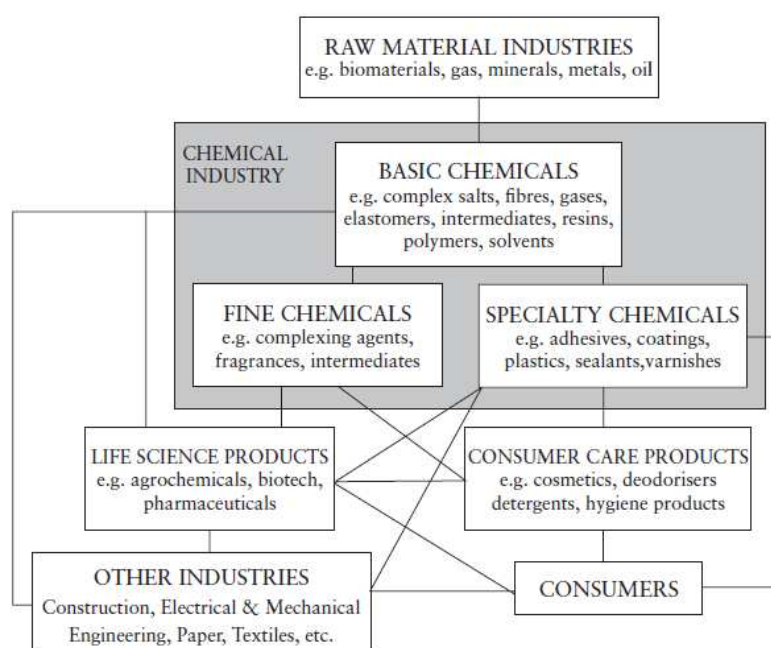 RAW MATERIAL INDUSTRIES
e.g. biomaterials, gas, minerals, metals, oil
CHEMICAL
INDUSTRY
BASIC CHEMICALS
e.g. complex salts, fibres, gases,
elastomers, intermediates, resins,
polymers, solvents
FINE CHEMICALS
e.g. complexing agents,
fragrances, intermediates
SPECIALTY CHEMICALS
e.g. adhesives, coatings,
plastics, sealants,varnishes
LIFE SCIENCE PRODUCTS
e.g. agrochemicals, biotech,
pharmaceuticals
CONSUMER CARE PRODUCTS
e.g. cosmetics, deodorisers
detergents, hygiene products
OTHER INDUSTRIES
Construction, Electrical & Mechanical
Engineering, Paper, Textiles, etc.
CONSUMERS